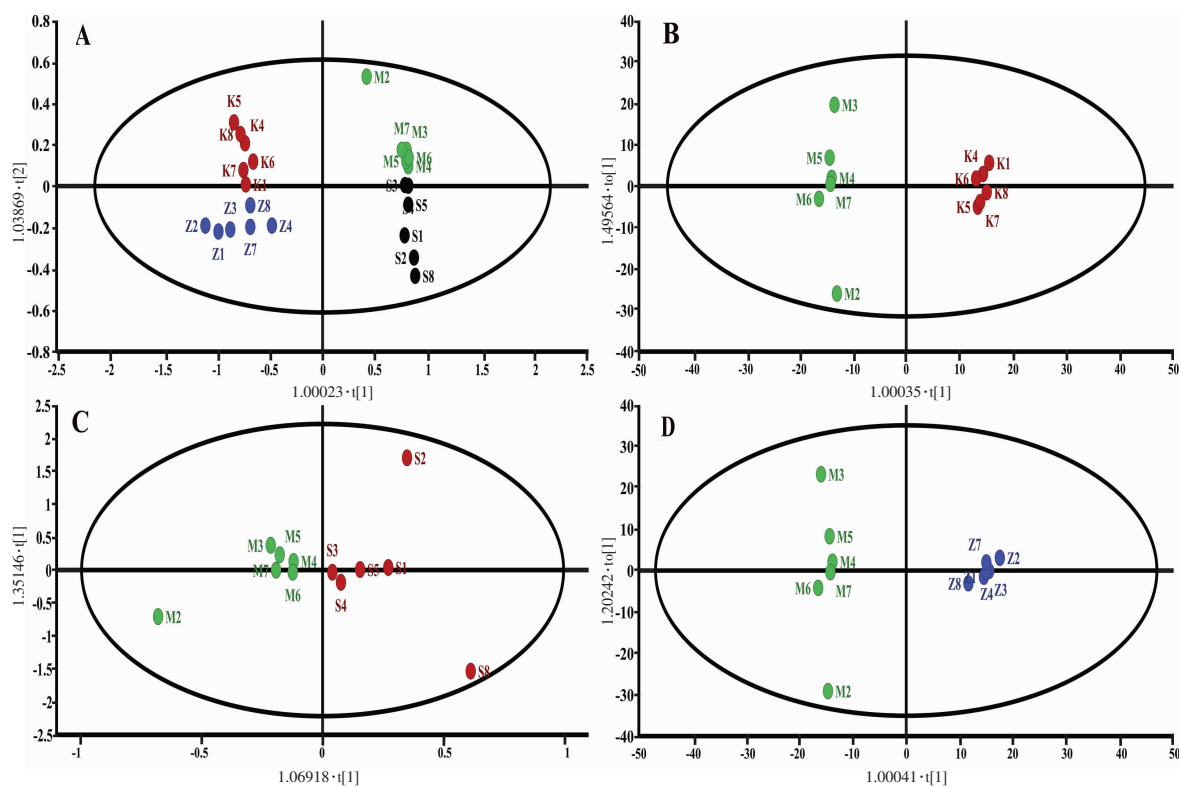 A
0.8
0.6
0.4
0.2
0
-0.2
-0.4
-0.6
-0.8
1.03869 · t[2]
M2
K5
K8 K4
K6
K7
K1
M7 M3
M5 M6
M4
S3
S5
S1
S2
S8
Z3 Z8
Z2 Z4
Z1 Z7
-2.5 -2 -1 -0.5 0 0.5 1 1.5 2 2.5
1.00023 · t[1]
B
40
30
20
10
0
-10
-20
-30
-40
1.49564 · to[1]
M3
M5
M4
M6 M7
M2
K4 K1
K6 K8
K5 K7
-50 -40 -30 -20 -10 0 10 20 30 40 50
1.00035 · t[1]
C
2.5
2
1.5
1
0.5
0
-0.5
-1
-1.5
-2
-2.5
1.35146 · t[1]
S2
M5
M3 M4
M7
M6
M2
S3
S5 S1
S4
S8
-1 -0.5 0 0.5 1
1.06918 · t[1]
D
40
30
20
10
0
-10
-20
-30
-40
1.20242 · to[1]
M3
M5
M4
M6 M7
M2
Z7 Z2
Z8 Z1 Z3
Z4
-50 -40 -30 -20 -10 0 10 20 30 40 50
1.00041 · t[1]